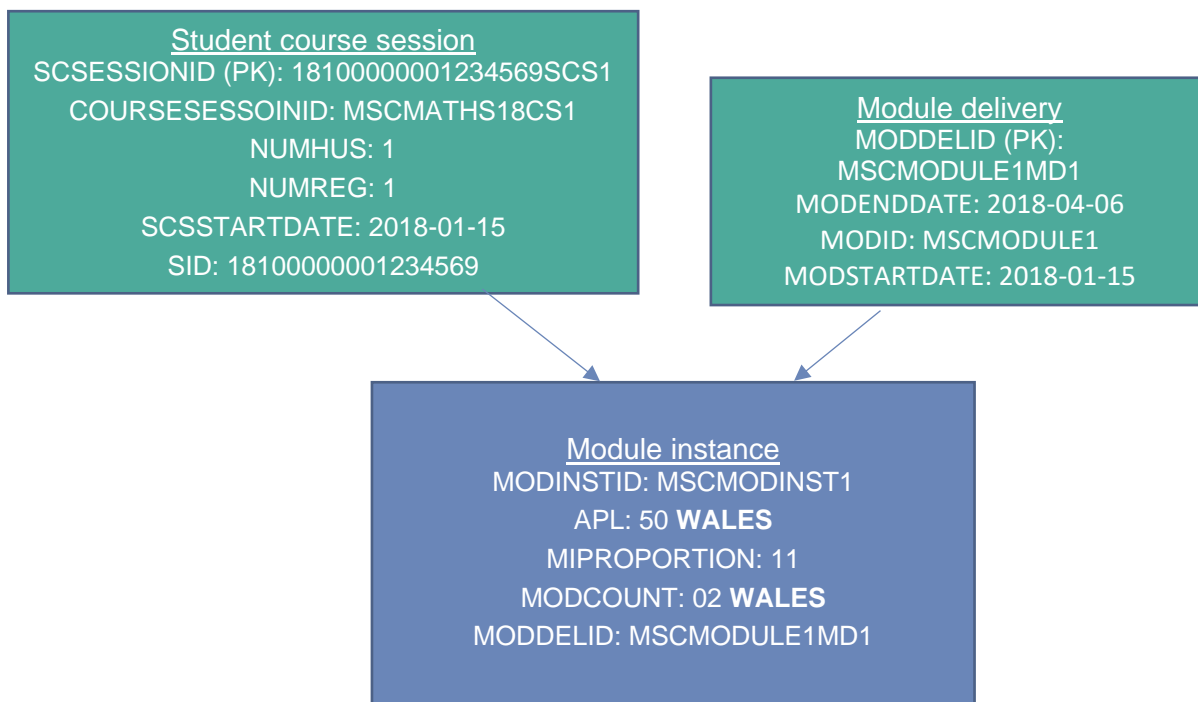 Student course session
SCSESSIONID (PK): 18100000001234569SCS1
COURSESESSOINID: MSCMATHS18CS1
NUMHUS: 1
NUMREG: 1
SCSSTARTDATE: 2018-01-15
SID: 18100000001234569
Module delivery
MODDELID (PK):
MSCMODULE1MD1
MODENDDATE: 2018-04-06
MODID: MSCMODULE1
MODSTARTDATE: 2018-01-15
Module instance
MODINSTID: MSCMODINST1
APL: 50 WALES
MIPROPORTION: 11
MODCOUNT: 02 WALES
MODDELID: MSCMODULE1MD1